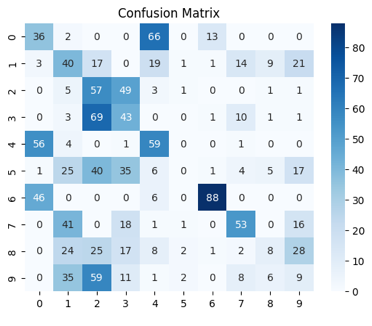 Confusion Matrix
0 36 2 0 0 66 0 13 0 0 0
1 3 40 17 0 19 1 1 14 9 21
2 0 5 57 49 3 1 0 0 1 1
3 0 3 69 43 0 0 1 10 1 1
4 56 4 0 1 59 0 0 1 0 0
5 1 25 40 35 6 0 1 4 5 17
6 46 0 0 0 6 0 88 0 0 0
7 0 41 0 18 1 1 0 53 0 16
8 0 24 25 17 8 2 1 2 8 28
9 0 35 59 11 1 2 0 8 6 9
0 1 2 3 4 5 6 7 8 9
80
70
60
50
40
30
20
10
0